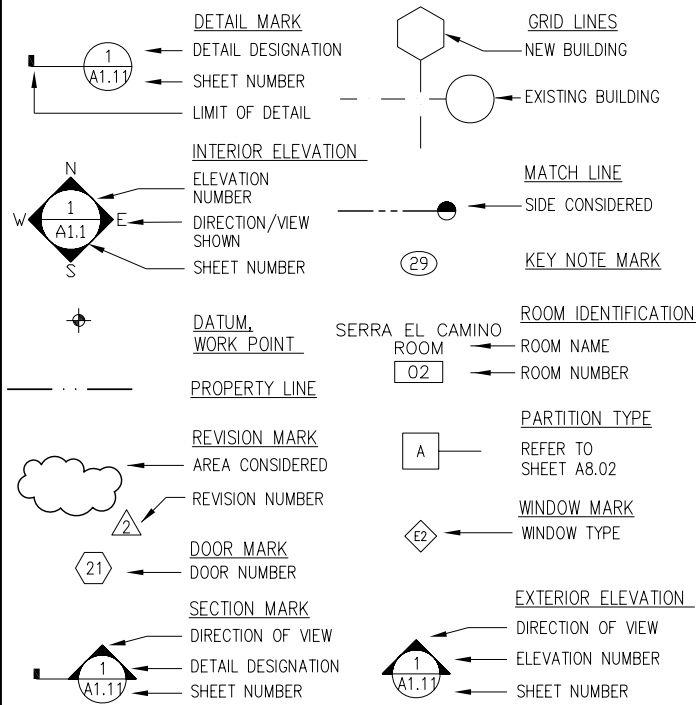 DETAIL MARK
1
A1.11
DETAIL DESIGNATION
SHEET NUMBER
LIMIT OF DETAIL
INTERIOR ELEVATION
N
W
1
A1.1
E
S
ELEVATION
NUMBER
DIRECTION/VIEW
SHOWN
SHEET NUMBER
DATUM,
WORK POINT
PROPERTY LINE
REVISION MARK
AREA CONSIDERED
2
REVISION NUMBER
DOOR MARK
21
DOOR NUMBER
SECTION MARK
DIRECTION OF VIEW
1
A1.11
DETAIL DESIGNATION
SHEET NUMBER
GRID LINES
NEW BUILDING
EXISTING BUILDING
MATCH LINE
SIDE CONSIDERED
29
KEY NOTE MARK
ROOM IDENTIFICATION
SERRA EL CAMINO
ROOM
ROOM NAME
02
ROOM NUMBER
PARTITION TYPE
A
REFER TO
SHEET A8.02
WINDOW MARK
E2
WINDOW TYPE
EXTERIOR ELEVATION
DIRECTION OF VIEW
1
A1.11
ELEVATION NUMBER
SHEET NUMBER